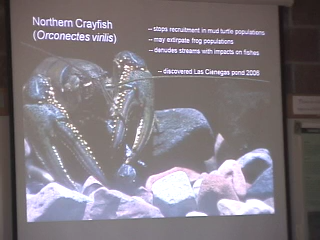 Northern Crayfish
(Orconectes virilis)
-- stops recruitment in mud turtle populations
-- may extirpate frog populations
-- denudes streams with impacts on fishes
-- discovered Las Cienegas pond 2006